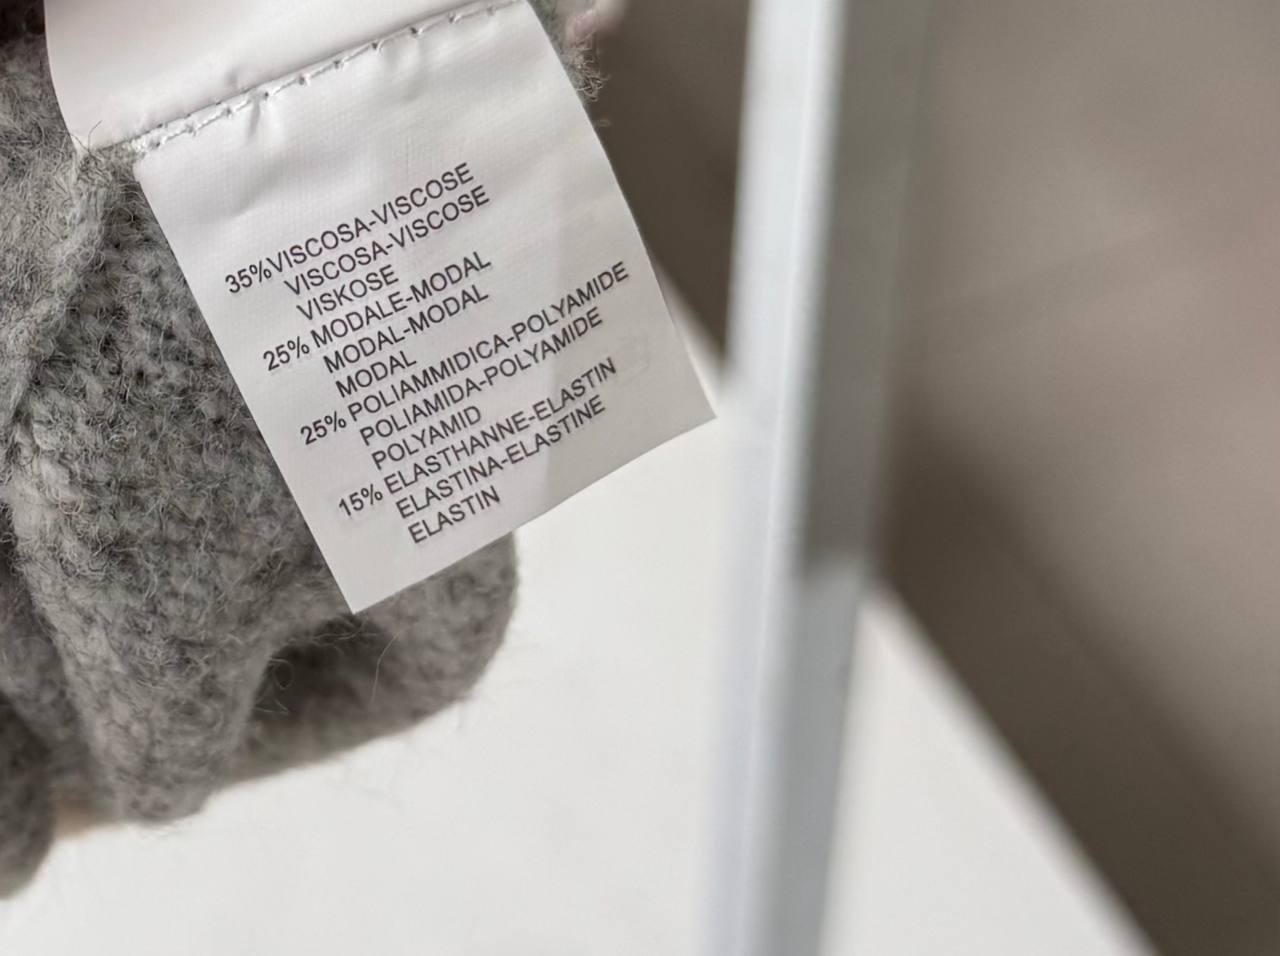 35%VISCOSA-VISCOSE
VISCOSA-VISCOSE
VISKOSE
25% MODALE-MODAL
MODAL-MODAL
MODAL
25% POLIAMMIDICA-POLYAMIDE
POLIAMIDA-POLYAMIDE
POLYAMID
15% ELASTHANNE-ELASTIN
ELASTINA-ELASTINE
ELASTIN